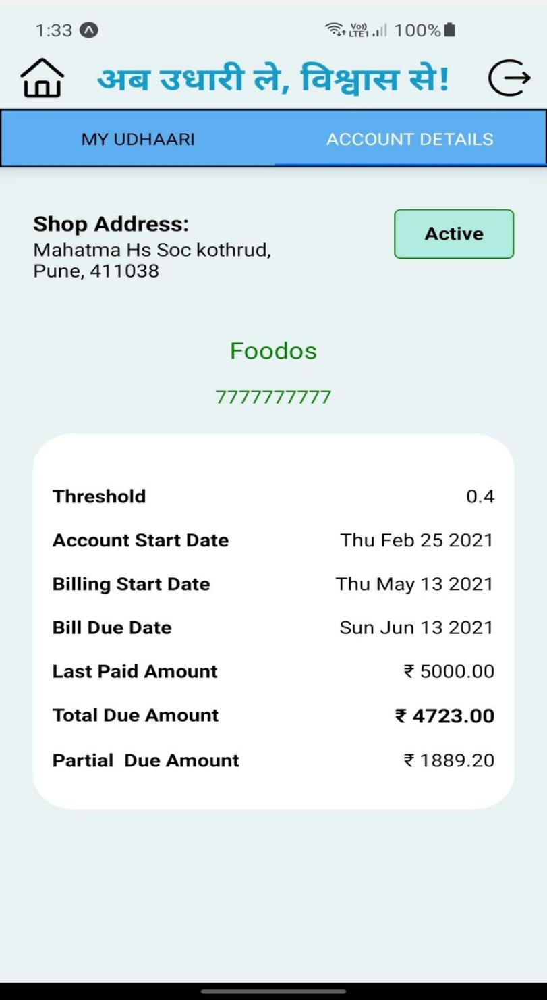 1:33 Vo)) LTE1 100%
अब उधारी ले, विश्वास से!
MY UDHAARI ACCOUNT DETAILS
Shop Address:
Active
Mahatma Hs Soc kothrud,
Pune, 411038
Foodos
7777777777
Threshold 0.4
Account Start Date Thu Feb 25 2021
Billing Start Date Thu May 13 2021
Bill Due Date Sun Jun 13 2021
Last Paid Amount ₹ 5000.00
Total Due Amount ₹ 4723.00
Partial  Due Amount ₹ 1889.20